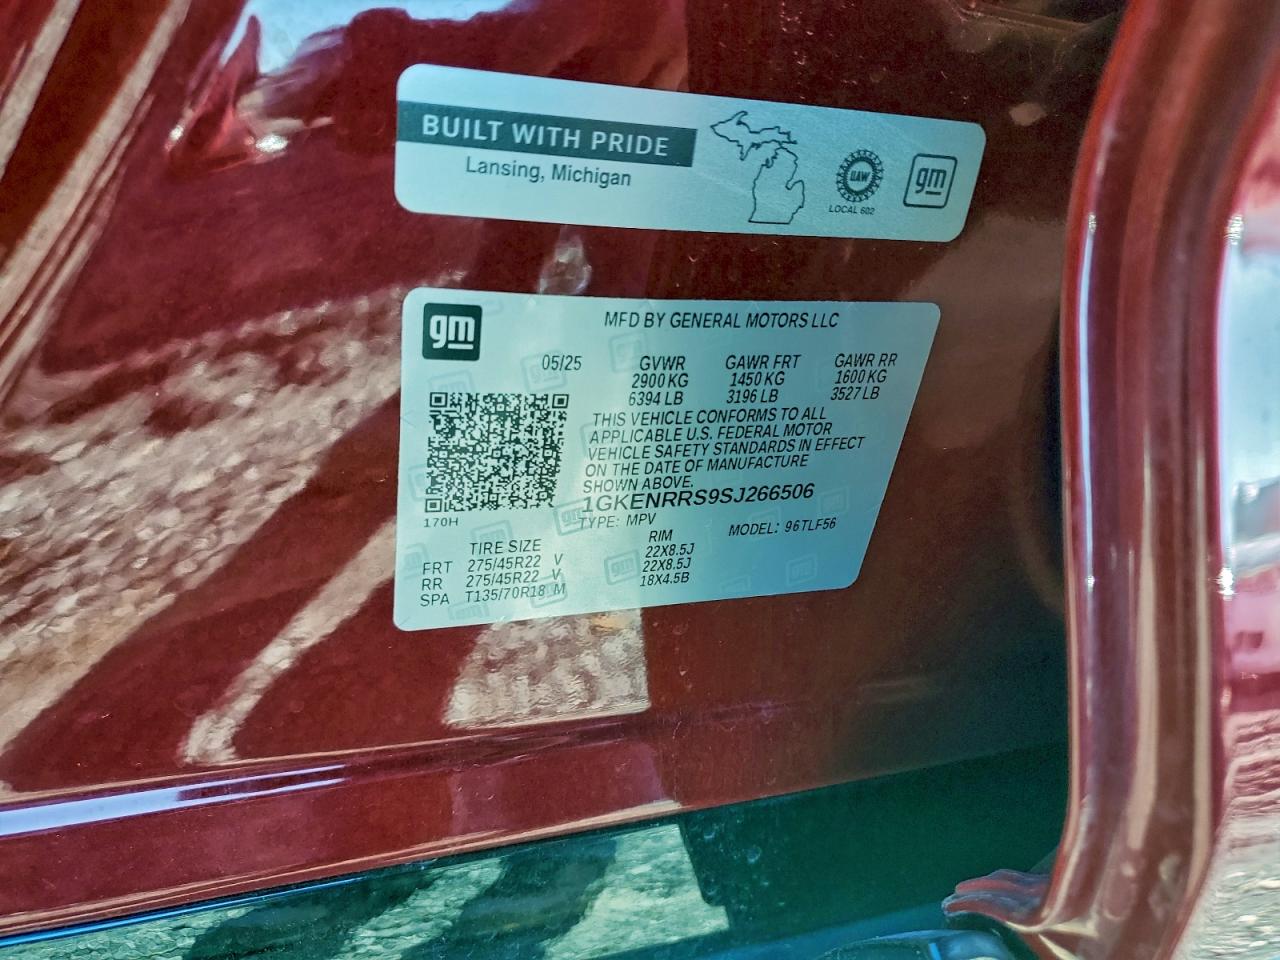 BUILT WITH PRIDE
Lansing, Michigan
UAW
LOCAL 602
gm
gm
MFD BY GENERAL MOTORS LLC
05/25 GVWR GAWR FRT GAWR RR
2900 KG 1450 KG 1600 KG
6394 LB 3196 LB 3527 LB
THIS VEHICLE CONFORMS TO ALL
APPLICABLE U.S. FEDERAL MOTOR
VEHICLE SAFETY STANDARDS IN EFFECT
ON THE DATE OF MANUFACTURE
SHOWN ABOVE.
1GKENRRS9SJ266506
170H
TYPE: MPV MODEL: 96TLF56
TIRE SIZE RIM
FRT 275/45R22 V 22X8.5J
RR 275/45R22 V 22X8.5J
SPA T135/70R18 M 18X4.5B